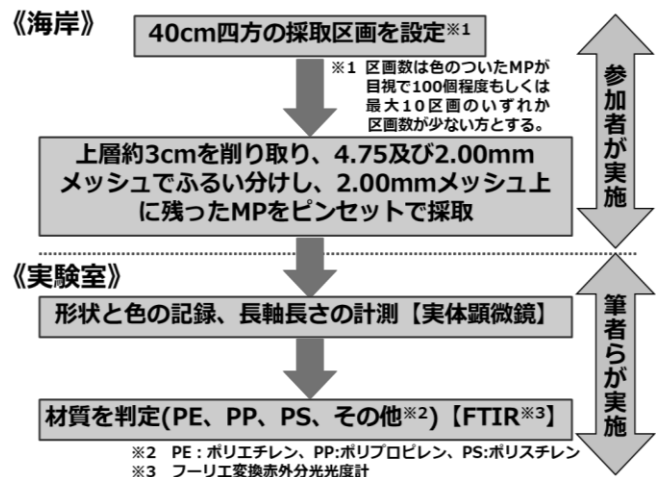 《海岸》
40cm四方の採取区画を設定※1
※1 区画数は色のついたMPが
目視で100個程度もしくは
最大10区画のいずれか
区画数が少ない方とする。
上層約3cmを削り取り、4.75及び2.00mm
メッシュでふるい分けし、2.00mmメッシュ上
に残ったMPをピンセットで採取
参加者が実施
《実験室》
形状と色の記録、長軸長さの計測【実体顕微鏡】
材質を判定(PE、PP、PS、その他※2)【FTIR※3】
※2 PE：ポリエチレン、PP:ポリプロピレン、PS:ポリスチレン
※3 フーリエ変換赤外分光光度計
筆者らが実施